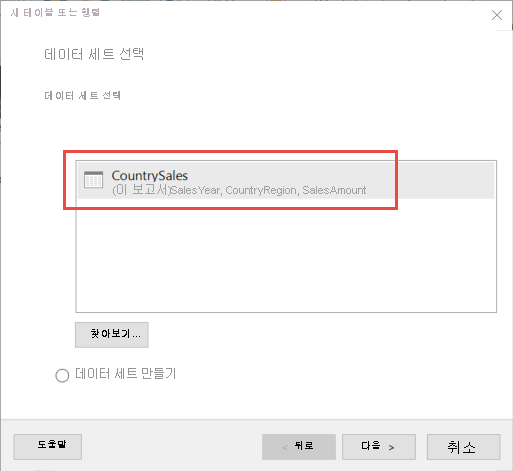 새 테이블 또는 행렬
데이터 세트 선택
데이터 세트 선택
CountrySales
(이 보고서)SalesYear, CountryRegion, SalesAmount
찾아보기...
데이터 세트 만들기
도움말
< 뒤로
다음 >
취소